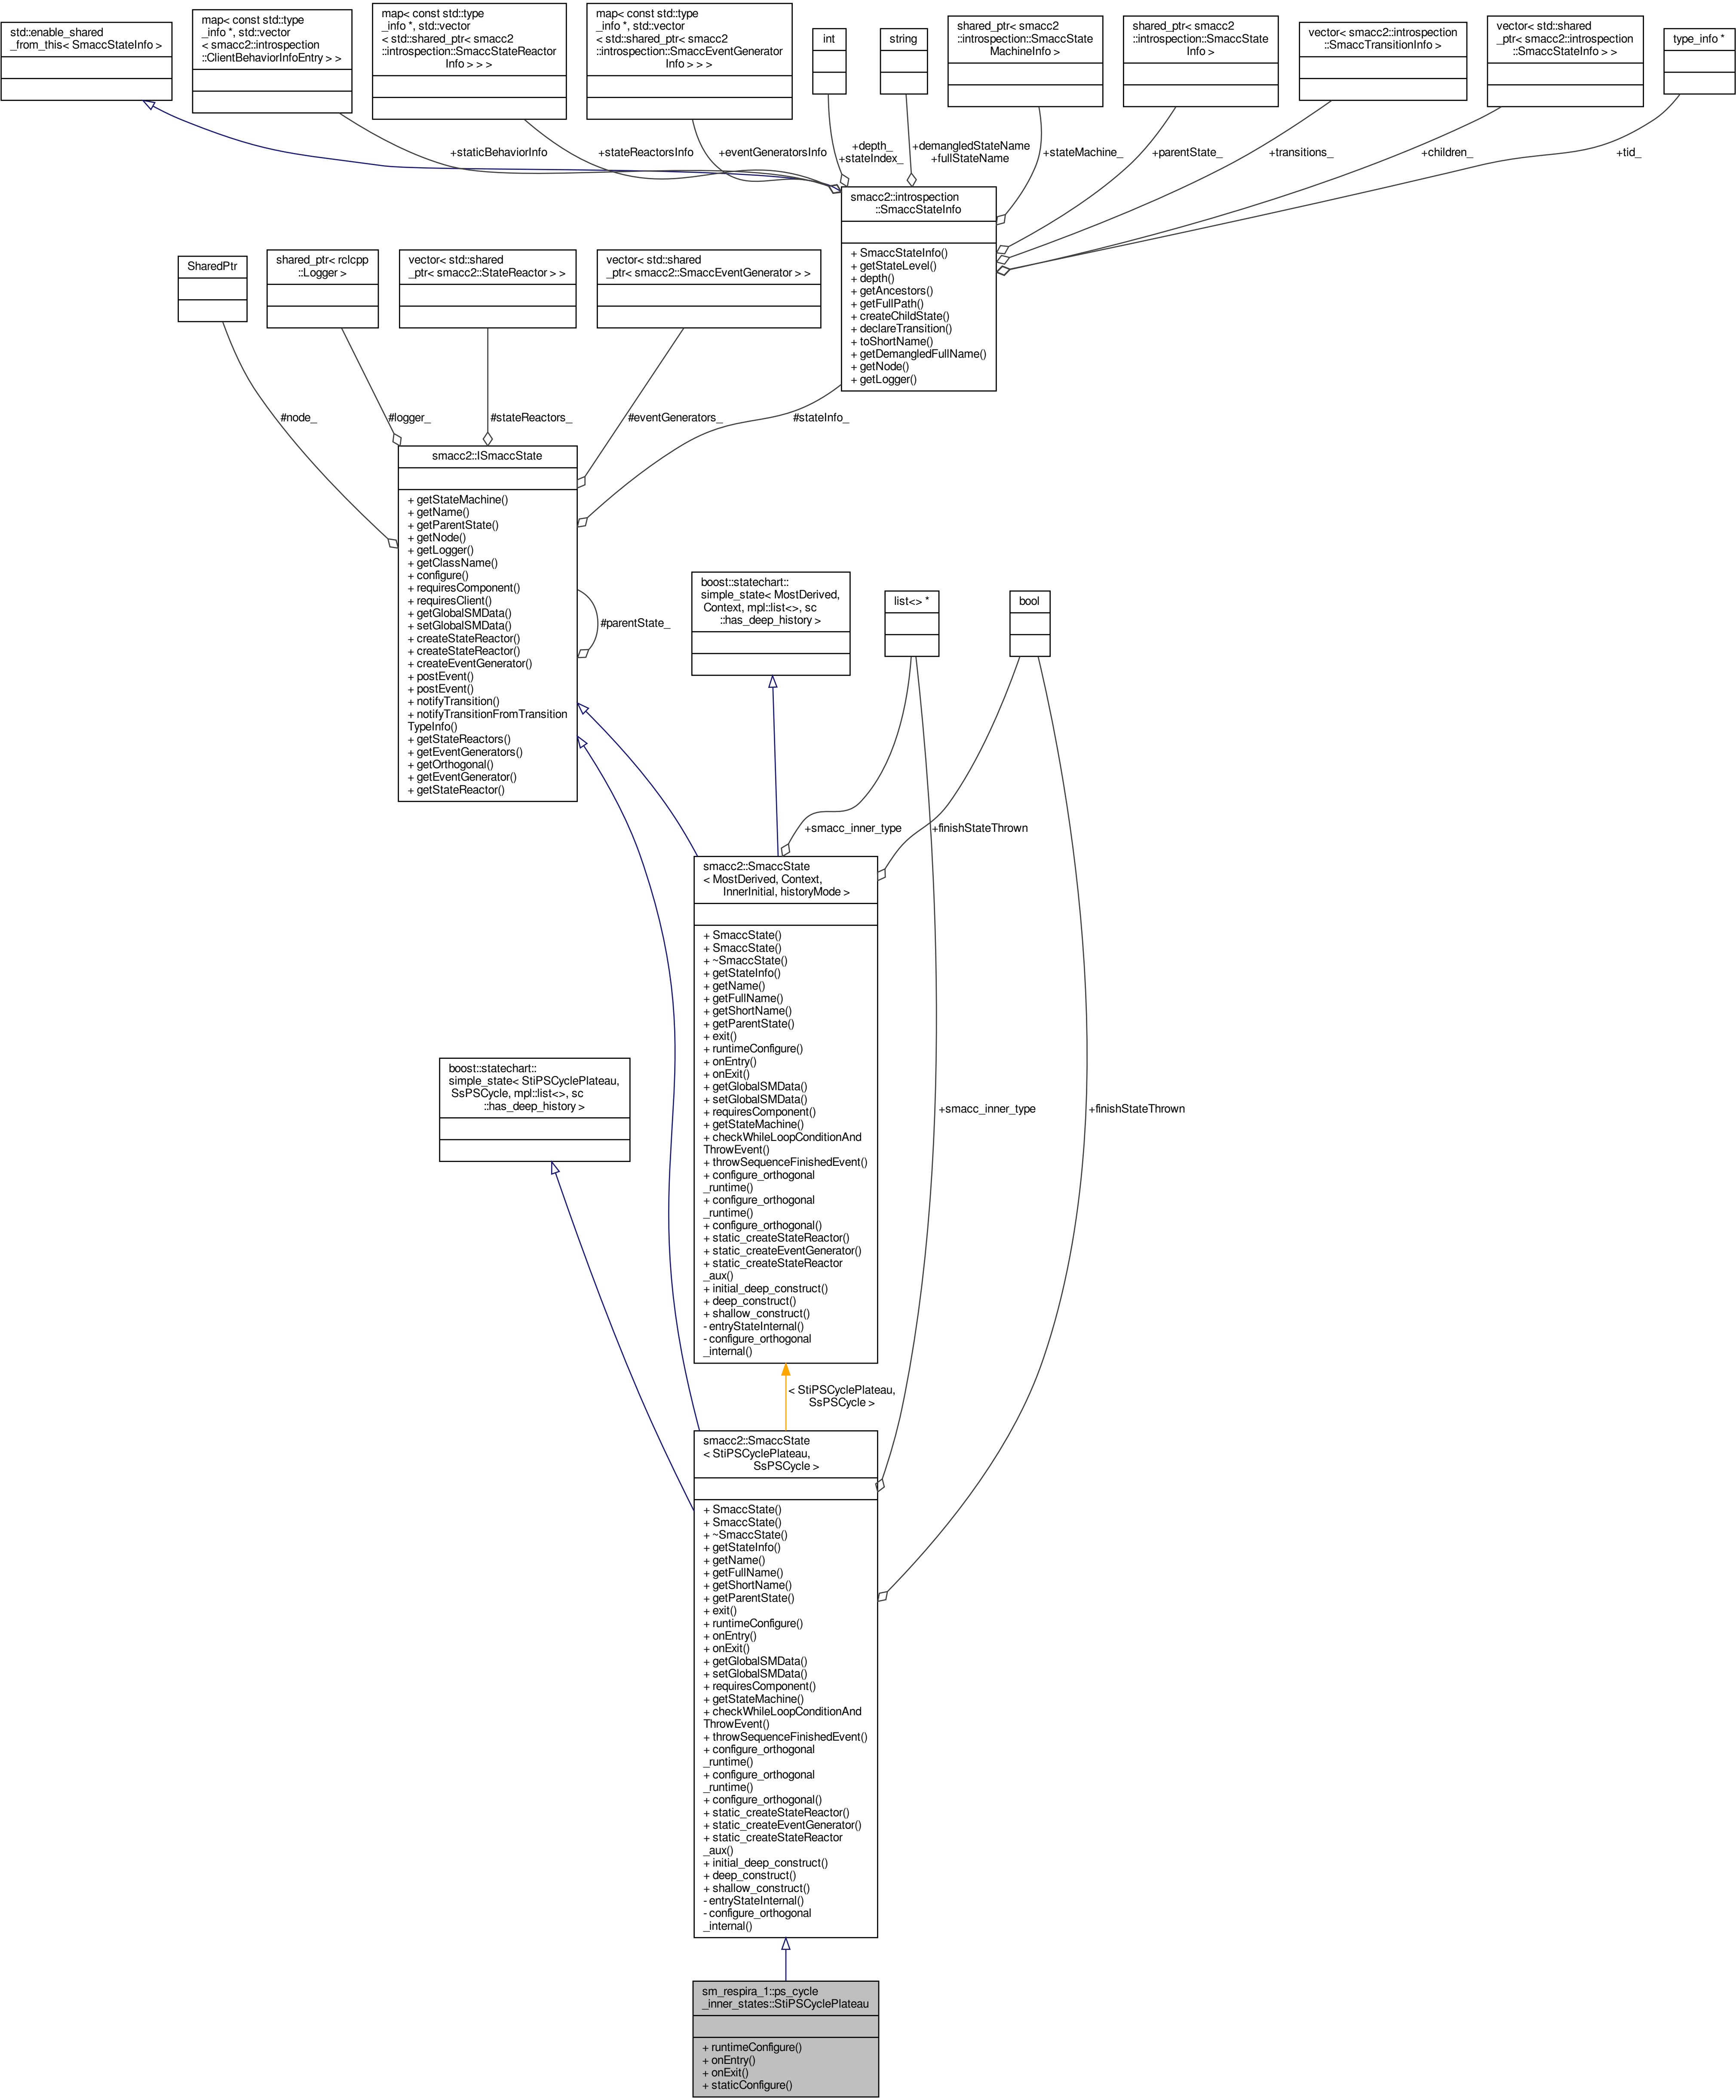 std::enable_shared
_from_this< SmaccStateInfo >
map< const std::type
_info *, std::vector
< smacc2::introspection
::ClientBehaviorInfoEntry > >
map< const std::type
_info *, std::vector
< std::shared_ptr< smacc2
::introspection::SmaccStateReactor
Info > > >
map< const std::type
_info *, std::vector
< std::shared_ptr< smacc2
::introspection::SmaccEventGenerator
Info > > >
int
string
shared_ptr< smacc2
::introspection::SmaccState
MachineInfo >
shared_ptr< smacc2
::introspection::SmaccState
Info >
vector< smacc2::introspection
::SmaccTransitionInfo >
vector< std::shared
_ptr< smacc2::introspection
::SmaccStateInfo > >
type_info *
+staticBehaviorInfo
+stateReactorsInfo
+eventGeneratorsInfo
+depth_
+stateIndex_
+demangledStateName
+fullStateName
+stateMachine_
+parentState_
+transitions_
+children_
+tid_
smacc2::introspection
::SmaccStateInfo
+ SmaccStateInfo()
+ getStateLevel()
+ depth()
+ getAncestors()
+ getFullPath()
+ createChildState()
+ declareTransition()
+ toShortName()
+ getDemangledFullName()
+ getNode()
+ getLogger()
SharedPtr
shared_ptr< rclcpp
::Logger >
vector< std::shared
_ptr< smacc2::StateReactor > >
vector< std::shared
_ptr< smacc2::SmaccEventGenerator > >
#node_
#logger_
#stateReactors_
#eventGenerators_
#stateInfo_
smacc2::ISmaccState
+ getStateMachine()
+ getName()
+ getParentState()
+ getNode()
+ getLogger()
+ getClassName()
+ configure()
+ requiresComponent()
+ requiresClient()
+ getGlobalSMData()
+ setGlobalSMData()
+ createStateReactor()
+ createStateReactor()
+ createEventGenerator()
+ postEvent()
+ postEvent()
+ notifyTransition()
+ notifyTransitionFromTransition
TypeInfo()
+ getStateReactors()
+ getEventGenerators()
+ getOrthogonal()
+ getEventGenerator()
+ getStateReactor()
#parentState_
boost::statechart::
simple_state< MostDerived,
Context, mpl::list<>, sc
::has_deep_history >
list<> *
bool
+smacc_inner_type
+finishStateThrown
smacc2::SmaccState
< MostDerived, Context,
InnerInitial, historyMode >
+ SmaccState()
+ SmaccState()
+ ~SmaccState()
+ getStateInfo()
+ getName()
+ getFullName()
+ getShortName()
+ getParentState()
+ exit()
+ runtimeConfigure()
+ onEntry()
+ onExit()
+ getGlobalSMData()
+ setGlobalSMData()
+ requiresComponent()
+ getStateMachine()
+ checkWhileLoopConditionAnd
ThrowEvent()
+ throwSequenceFinishedEvent()
+ configure_orthogonal
_runtime()
+ configure_orthogonal
_runtime()
+ configure_orthogonal()
+ static_createStateReactor()
+ static_createEventGenerator()
+ static_createStateReactor
_aux()
+ initial_deep_construct()
+ deep_construct()
+ shallow_construct()
- entryStateInternal()
- configure_orthogonal
_internal()
boost::statechart::
simple_state< StiPSCyclePlateau,
SsPSCycle, mpl::list<>, sc
::has_deep_history >
+smacc_inner_type
+finishStateThrown
< StiPSCyclePlateau,
SsPSCycle >
smacc2::SmaccState
< StiPSCyclePlateau,
SsPSCycle >
+ SmaccState()
+ SmaccState()
+ ~SmaccState()
+ getStateInfo()
+ getName()
+ getFullName()
+ getShortName()
+ getParentState()
+ exit()
+ runtimeConfigure()
+ onEntry()
+ onExit()
+ getGlobalSMData()
+ setGlobalSMData()
+ requiresComponent()
+ getStateMachine()
+ checkWhileLoopConditionAnd
ThrowEvent()
+ throwSequenceFinishedEvent()
+ configure_orthogonal
_runtime()
+ configure_orthogonal
_runtime()
+ configure_orthogonal()
+ static_createStateReactor()
+ static_createEventGenerator()
+ static_createStateReactor
_aux()
+ initial_deep_construct()
+ deep_construct()
+ shallow_construct()
- entryStateInternal()
- configure_orthogonal
_internal()
sm_respira_1::ps_cycle
_inner_states::StiPSCyclePlateau
+ runtimeConfigure()
+ onEntry()
+ onExit()
+ staticConfigure()